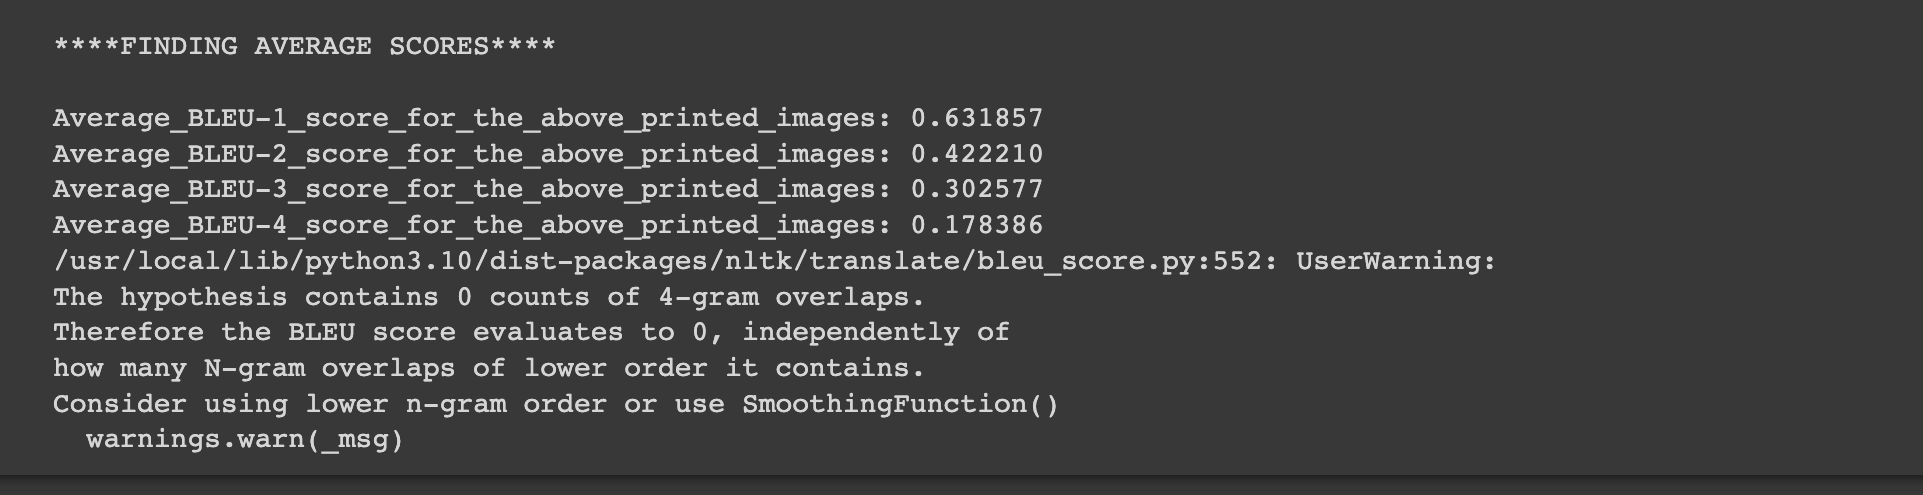 ****FINDING AVERAGE SCORES****
Average_BLEU-1_score_for_the_above_printed_images: 0.631857
Average_BLEU-2_score_for_the_above_printed_images: 0.422210
Average_BLEU-3_score_for_the_above_printed_images: 0.302577
Average_BLEU-4_score_for_the_above_printed_images: 0.178386
/usr/local/lib/python3.10/dist-packages/nltk/translate/bleu_score.py:552: UserWarning:
The hypothesis contains 0 counts of 4-gram overlaps.
Therefore the BLEU score evaluates to 0, independently of
how many N-gram overlaps of lower order it contains.
Consider using lower n-gram order or use SmoothingFunction()
  warnings.warn(_msg)